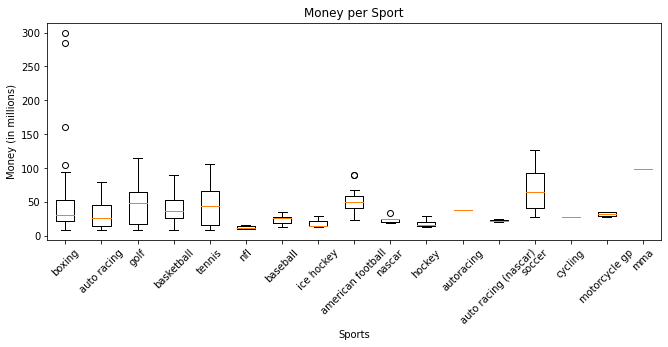 Money per Sport
Money (in millions)
300
250
200
150
100
50
0
boxing
auto racing
golf
basketball
tennis
nfl
baseball
ice hockey
american football
nascar
hockey
autoracing
auto racing (nascar)
soccer
cycling
motorcycle gp
mma
Sports